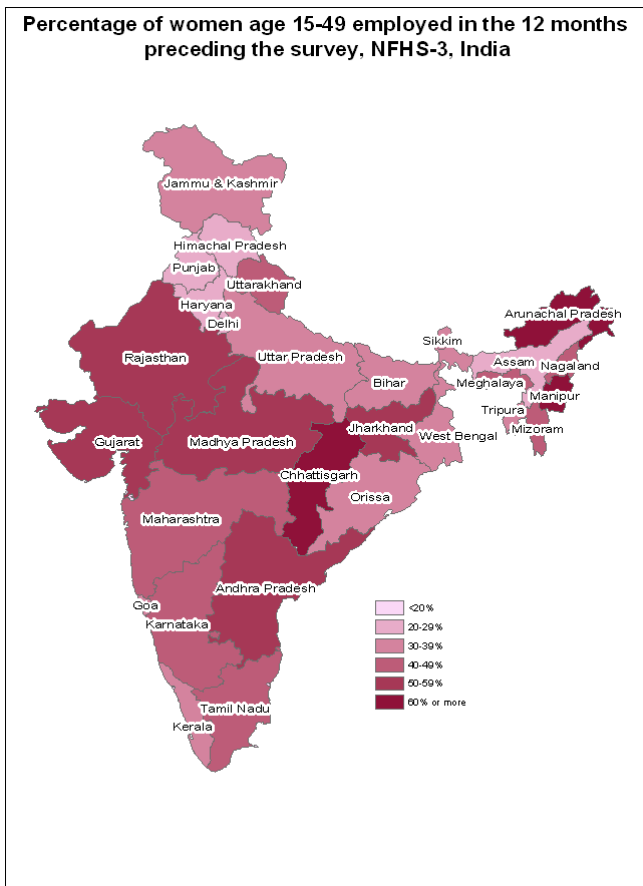 Percentage of women age 15-49 employed in the 12 months
preceding the survey, NFHS-3, India
Jammu & Kashmir
Himachal Pradesh
Punjab
Uttarakhand
Haryana
Delhi
Arunachal Pradesh
Rajasthan
Uttar Pradesh
Sikkim
Assam
Nagaland
Bihar
Meghalaya
Manipur
Tripura
Jharkhand
Mizoram
Gujarat
Madhya Pradesh
West Bengal
Chhattisgarh
Orissa
Maharashtra
Andhra Pradesh
Goa
Karnataka
Tamil Nadu
Kerala
<20%
20-29%
30-39%
40-49%
50-59%
60% or more